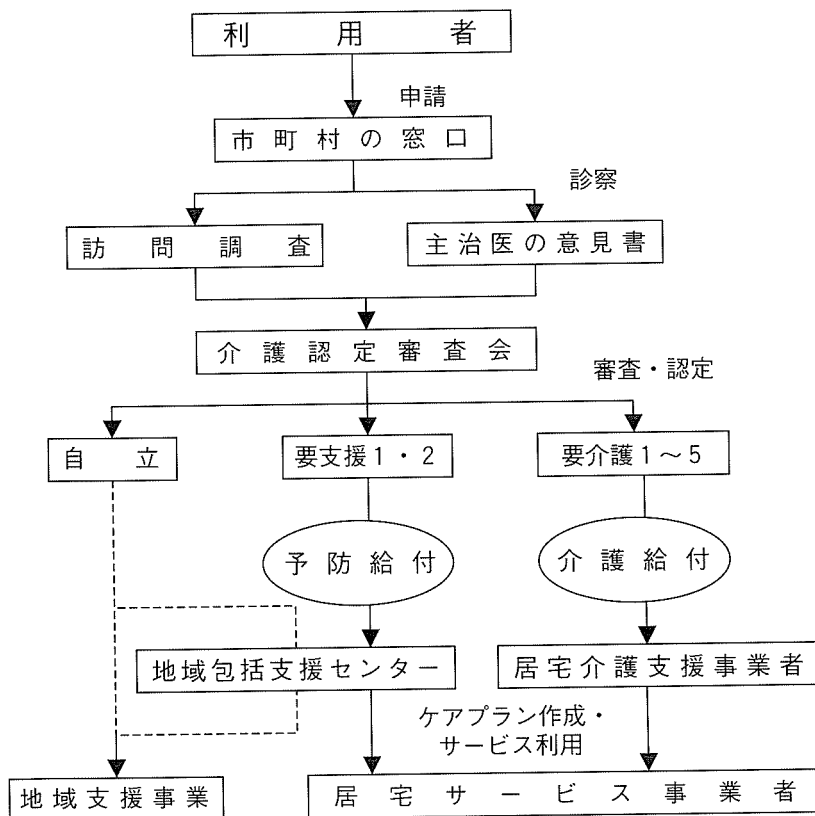 利用者
申請
市町村の窓口
診察
訪問調査
主治医の意見書
介護認定審査会
審査・認定
自立
要支援1・2
要介護1～5
予防給付
介護給付
地域包括支援センター
居宅介護支援事業者
ケアプラン作成・
サービス利用
地域支援事業
居宅サービス事業者